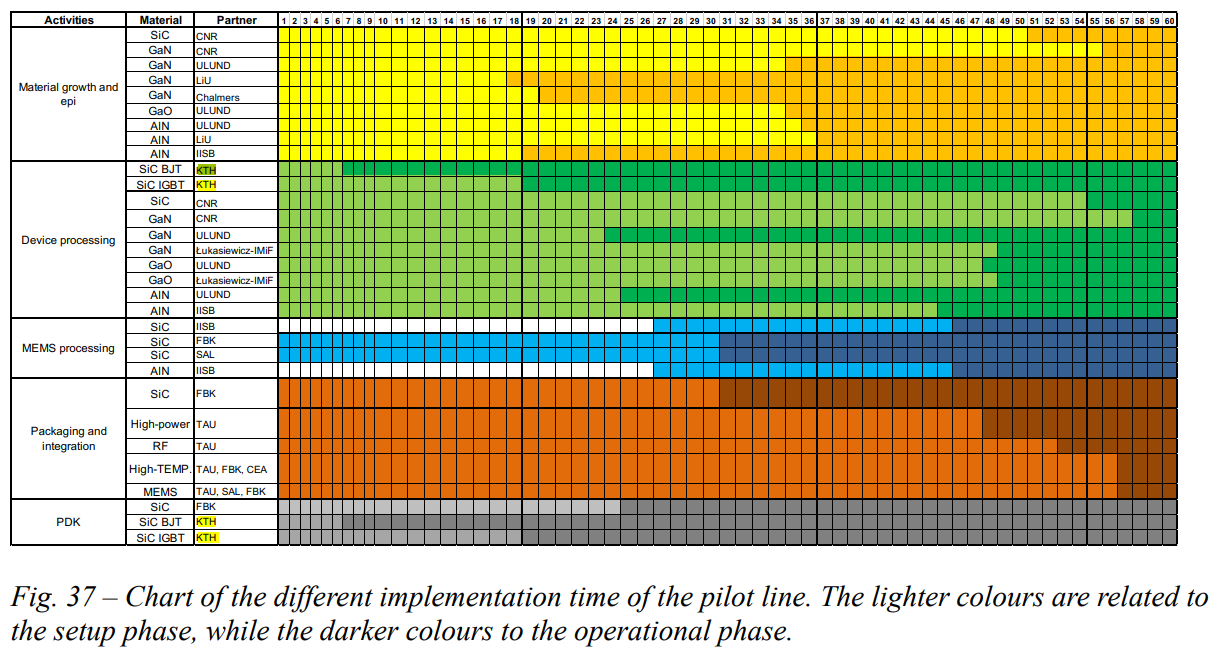 Activities Material Partner 1 2 3 4 5 6 7 8 9 10 11 12 13 14 15 16 17 18 19 20 21 22 23 24 25 26 27 28 29 30 31 32 33 34 35 36 37 38 39 40 41 42 43 44 45 46 47 48 49 50 51 52 53 54 55 56 57 58 59 60
Material growth and epi
SiC CNR
GaN CNR
GaN ULUND
GaN LiU
GaN Chalmers
GaO ULUND
AlN ULUND
AlN LiU
AlN IISB
Device processing
SiC BJT KTH
SiC IGBT KTH
SiC CNR
GaN CNR
GaN ULUND
GaN Łukasiewicz-IMiF
GaO ULUND
GaO Łukasiewicz-IMiF
AlN ULUND
AlN IISB
MEMS processing
SiC IISB
SiC FBK
SiC SAL
AlN IISB
Packaging and integration
SiC FBK
High-power TAU
RF TAU
High-TEMP. TAU, FBK, CEA
MEMS TAU, SAL, FBK
PDK
SiC FBK
SiC BJT KTH
SiC IGBT KTH
Fig. 37 – Chart of the different implementation time of the pilot line. The lighter colours are related to
the setup phase, while the darker colours to the operational phase.